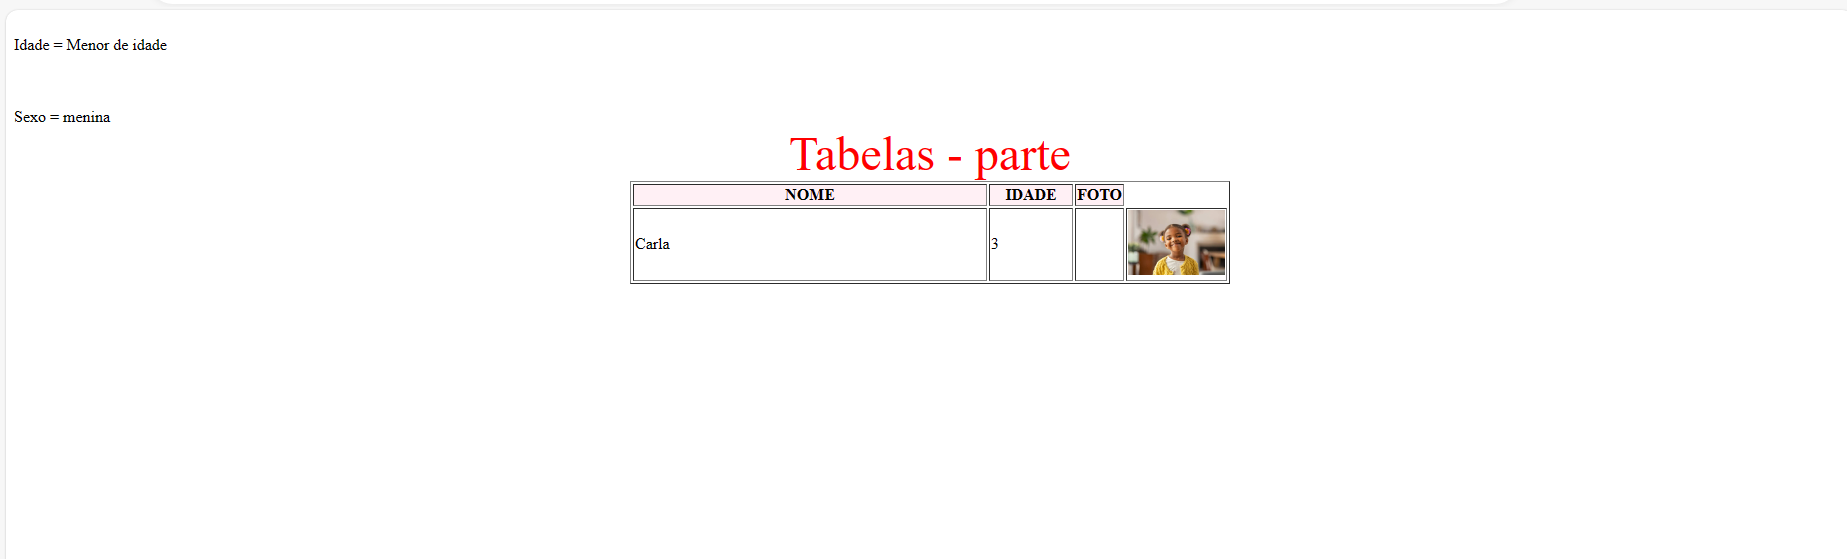 Idade = Menor de idade
Sexo = menina
Tabelas - parte
NOME IDADE FOTO
Carla 3